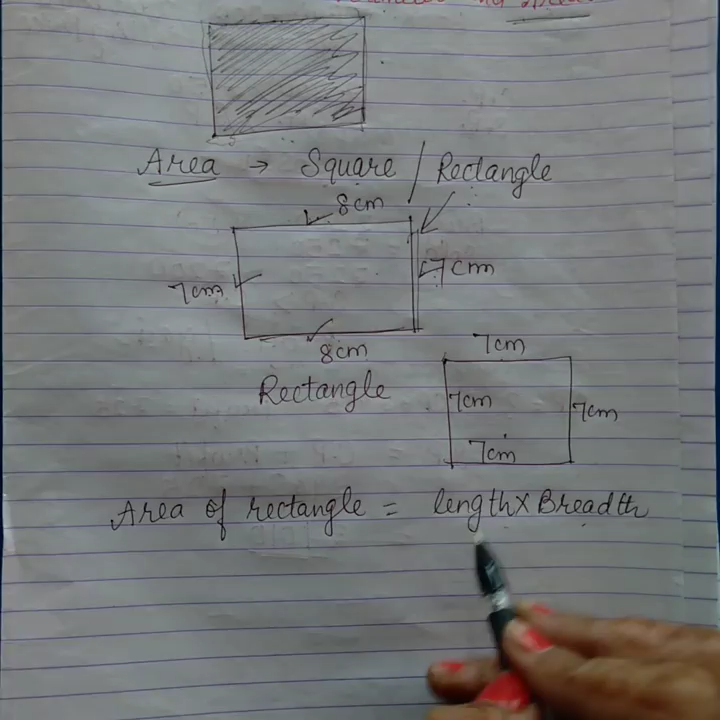 Area → Square / Rectangle
8cm
7cm
7cm
8cm
Rectangle
7cm
7cm
7cm
7cm
Area of rectangle = length x Breadth